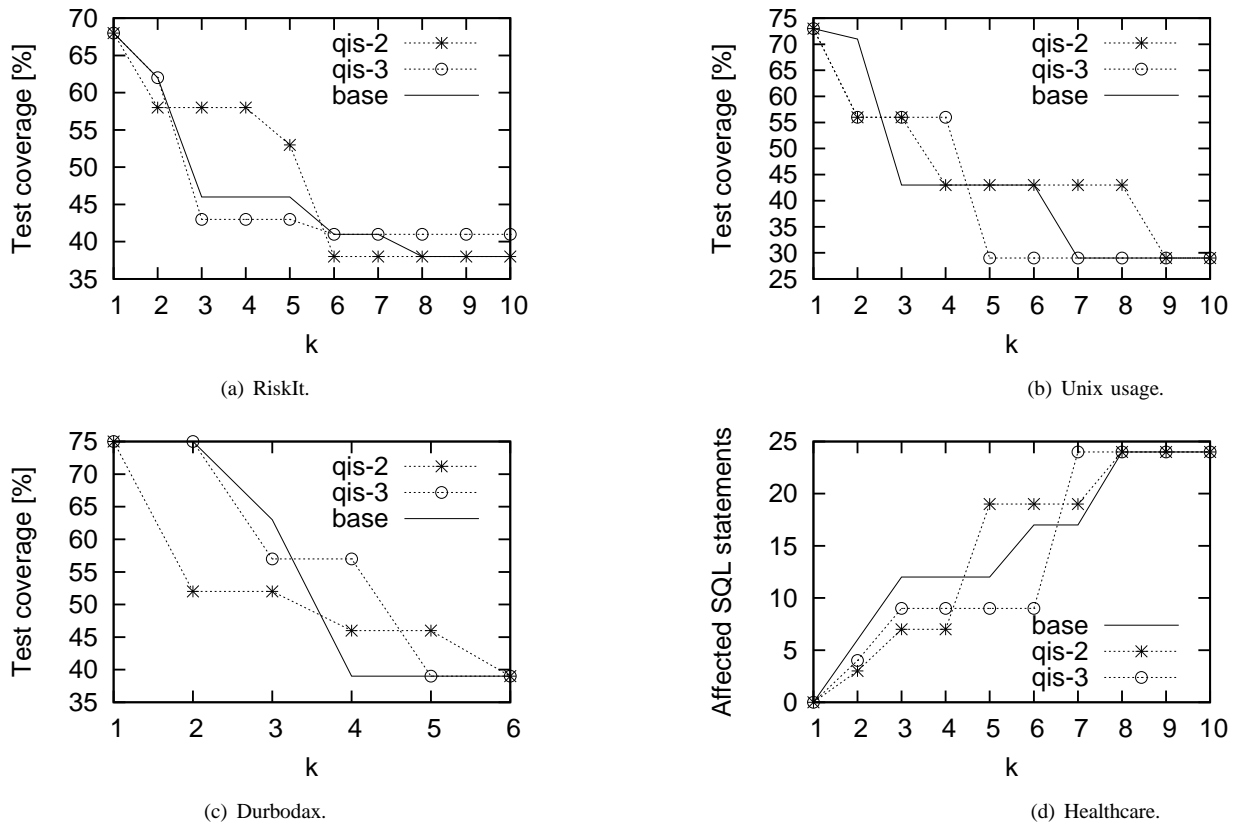 Test coverage [%]
70
65
60
55
50
45
40
35
1 2 3 4 5 6 7 8 9 10
k
qis-2
qis-3
base
(a) RiskIt.
Test coverage [%]
75
70
65
60
55
50
45
40
35
30
25
1 2 3 4 5 6 7 8 9 10
k
qis-2
qis-3
base
(b) Unix usage.
Test coverage [%]
75
70
65
60
55
50
45
40
35
1 2 3 4 5 6
k
qis-2
qis-3
base
(c) Durbodax.
Affected SQL statements
25
20
15
10
5
0
1 2 3 4 5 6 7 8 9 10
k
base
qis-2
qis-3
(d) Healthcare.